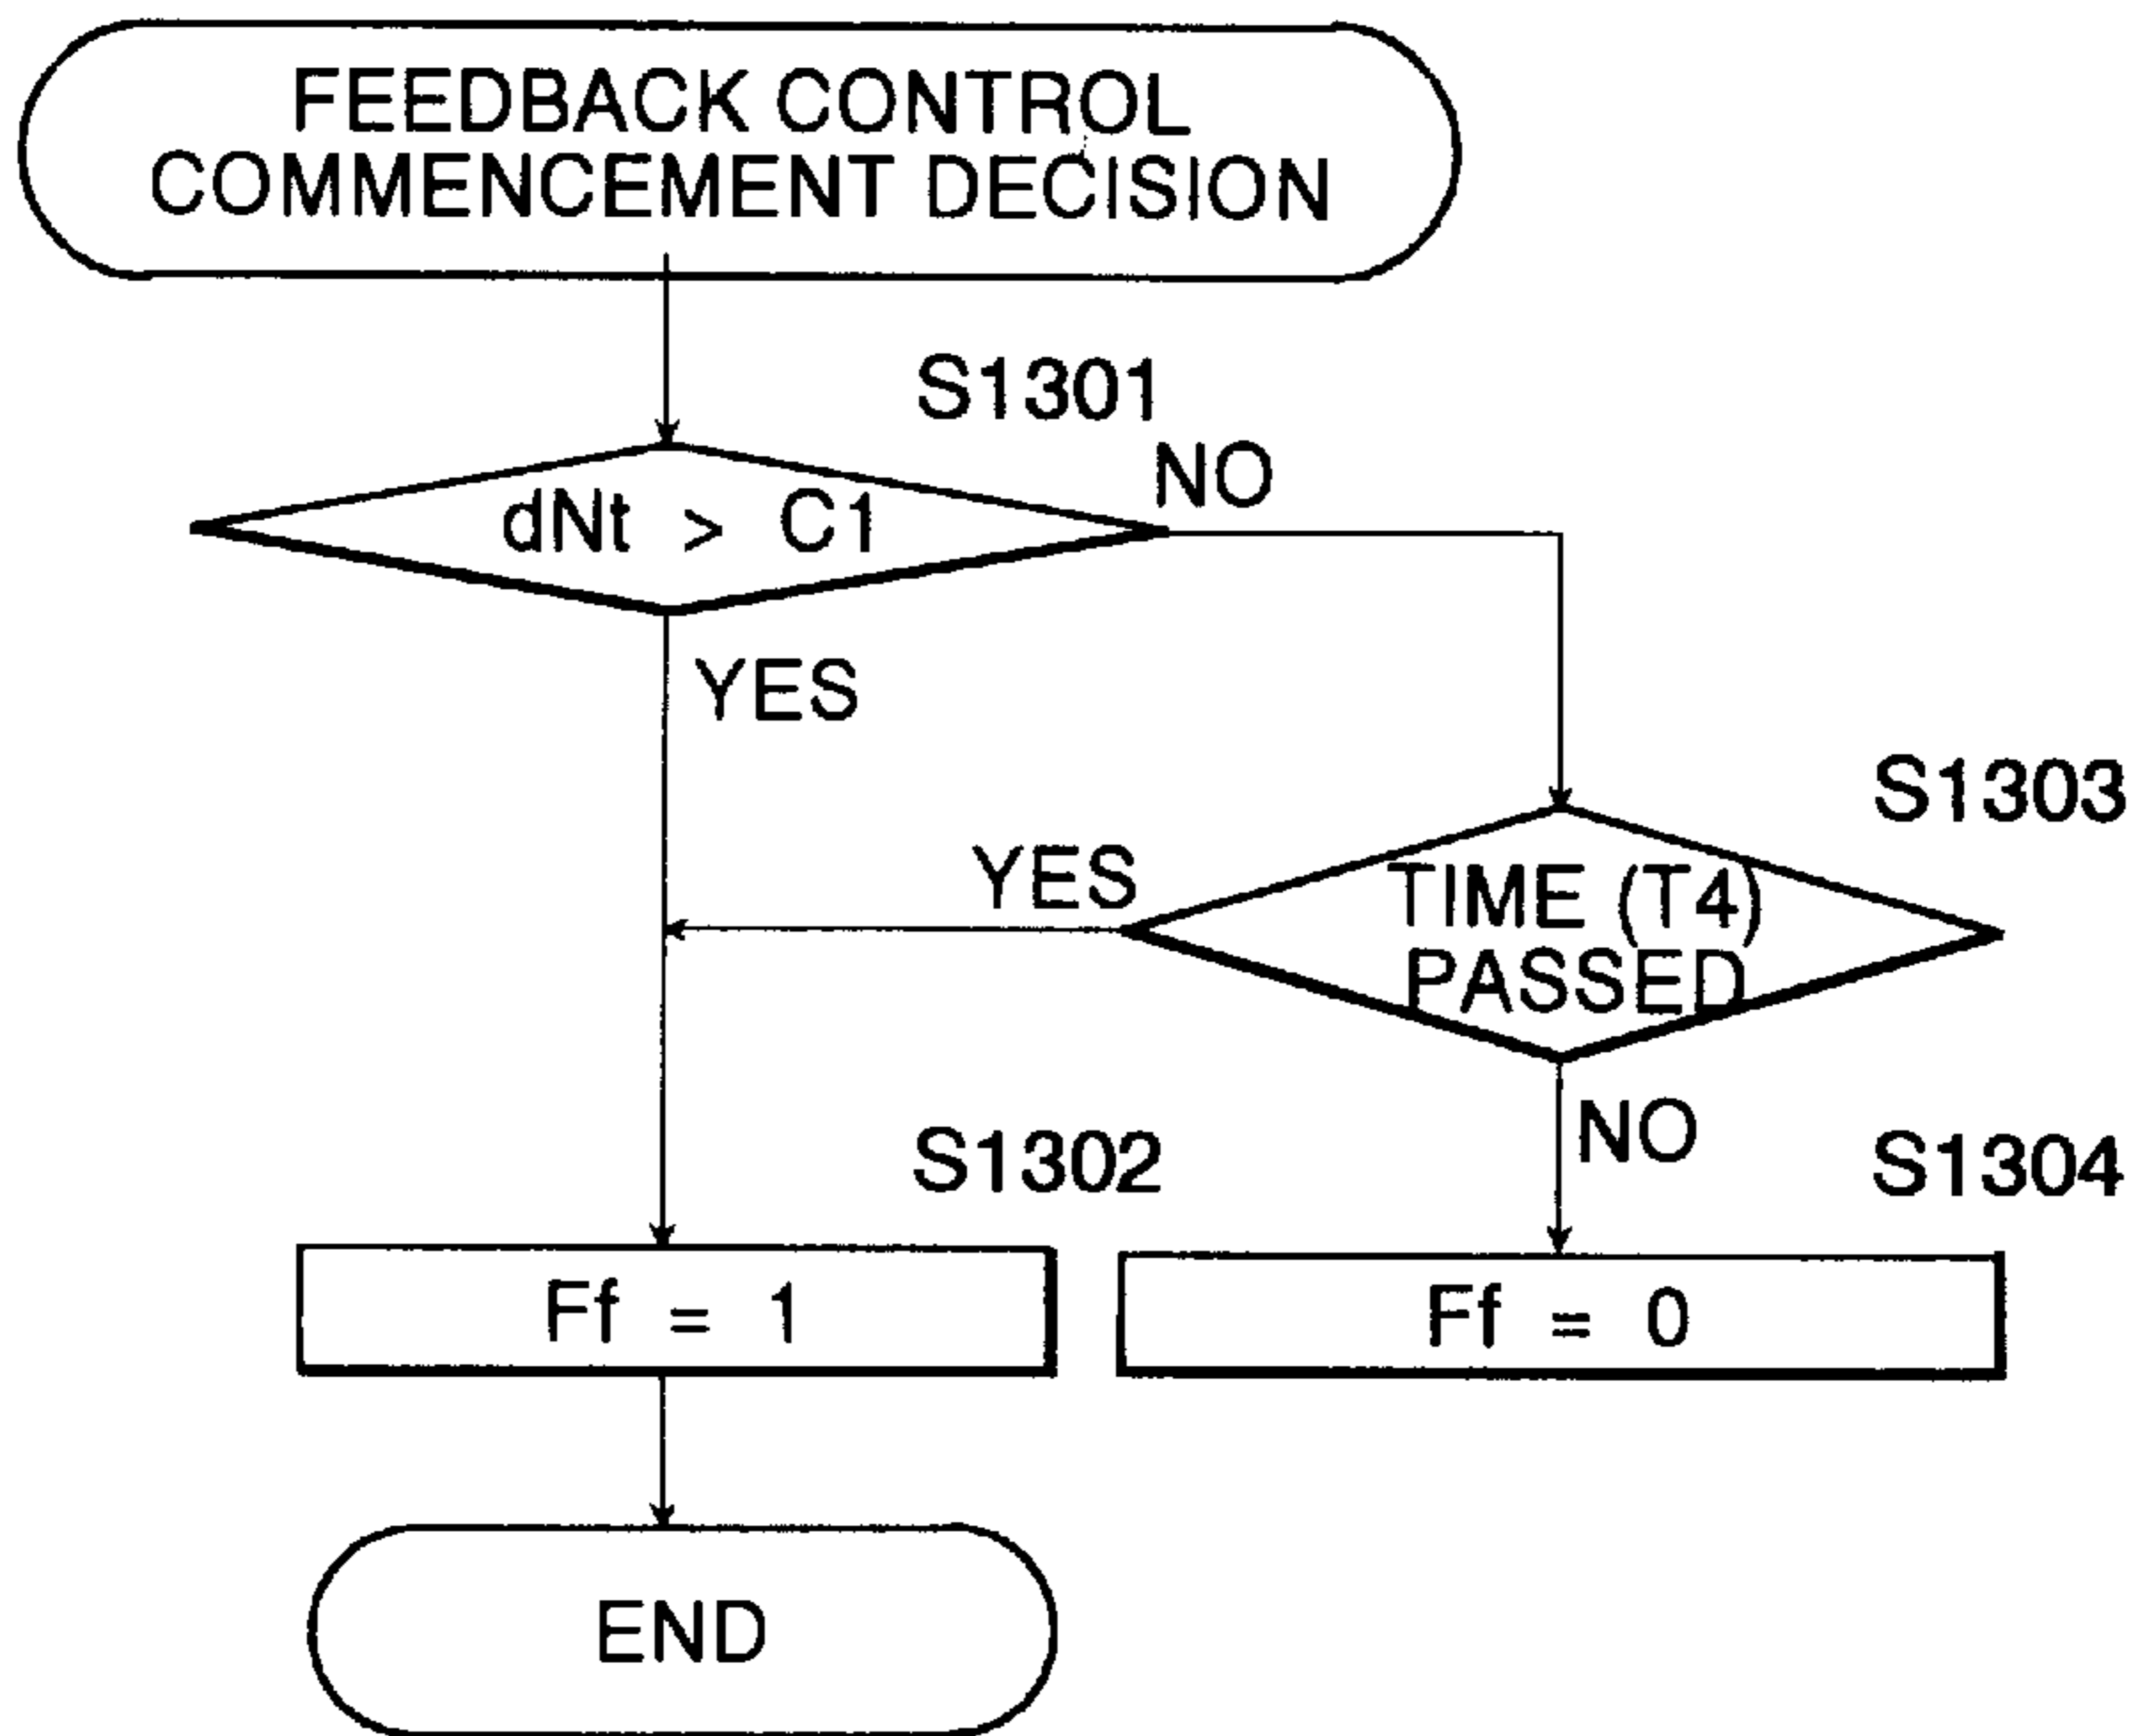 FEEDBACK CONTROL
COMMENCEMENT DECISION
S1301
dNt > C1
NO
YES
S1303
TIME (T4)
PASSED
YES
NO
S1302
S1304
Ff = 1
Ff = 0
END